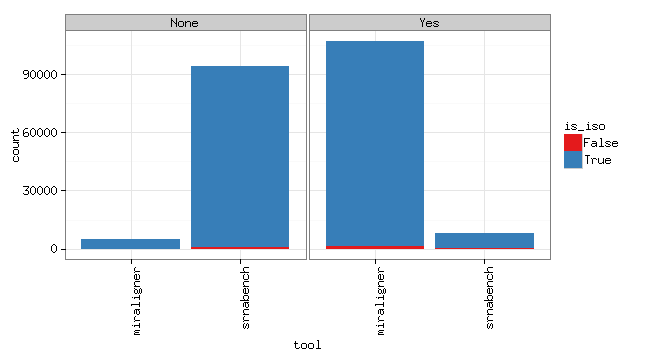 None
Yes
90000
60000
30000
0
count
miraligner
srnabench
miraligner
srnabench
tool
is_iso
False
True